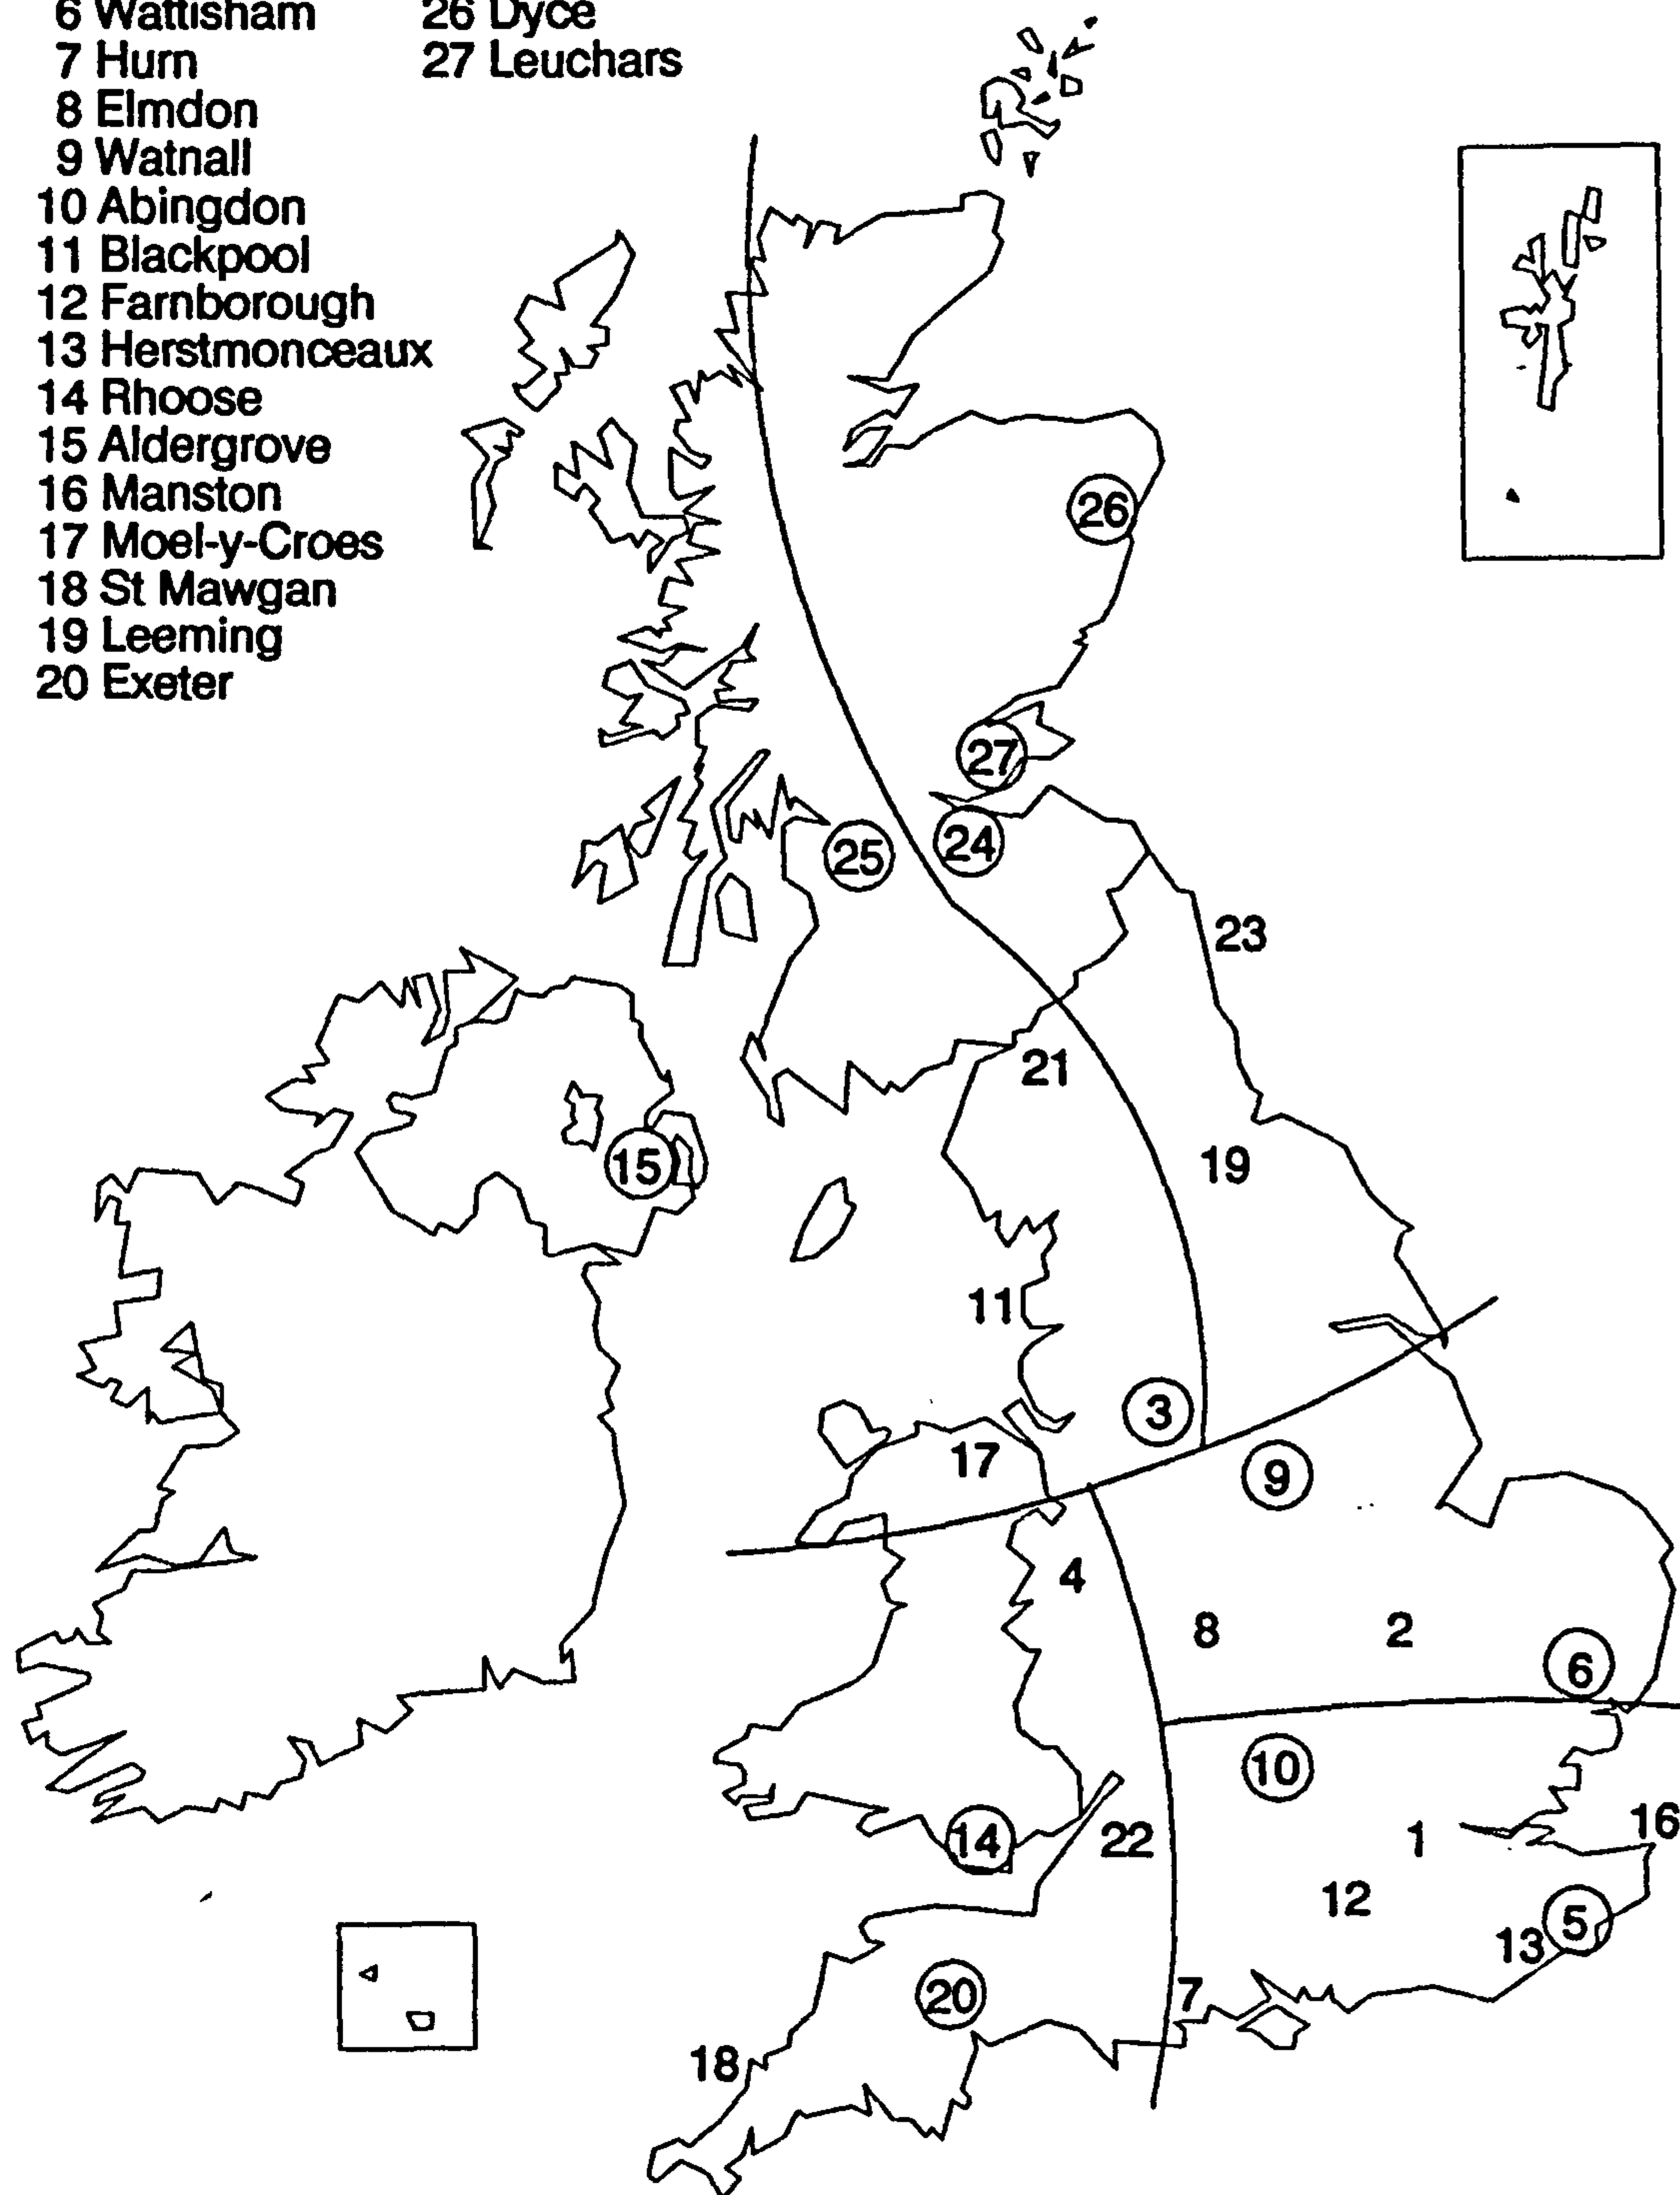 6 Wattisham
7 Hurn
8 Elmdon
9 Watnall
10 Abingdon
11 Blackpool
12 Farnborough
13 Herstmonceaux
14 Rhoose
15 Aldergrove
16 Manston
17 Moel-y-Croes
18 St Mawgan
19 Leeming
20 Exeter
26 Dyce
27 Leuchars
26
27
25
24
23
21
15
19
11
3
17
9
4
8
2
6
10
14
22
1
16
12
13
5
20
7
18